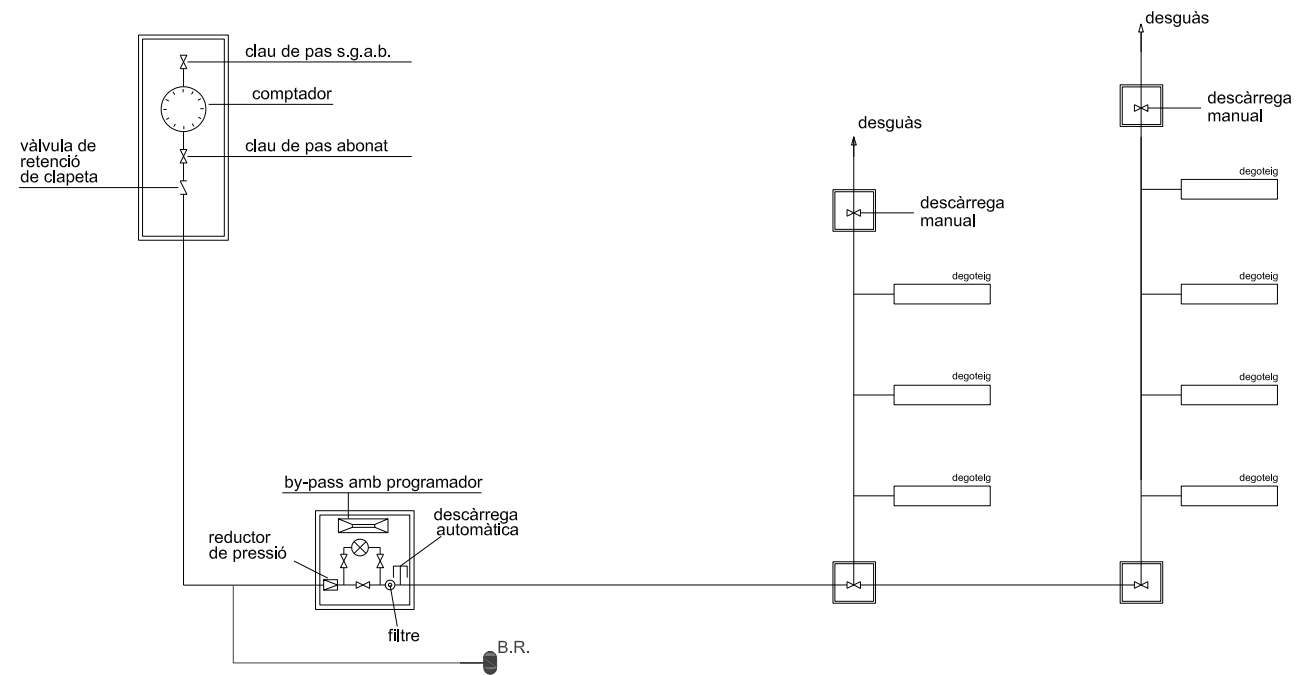 desguàs
clau de pas s.g.a.b.
comptador
descàrrega
manual
desguàs
vàlvula de
retenció
de clapeta
clau de pas abonat
degoteig
descàrrega
manual
degoteig
degoteig
degoteig
degoteig
degoteig
degoteig
by-pass amb programador
descàrrega
automàtica
reductor
de pressió
filtre
B.R.